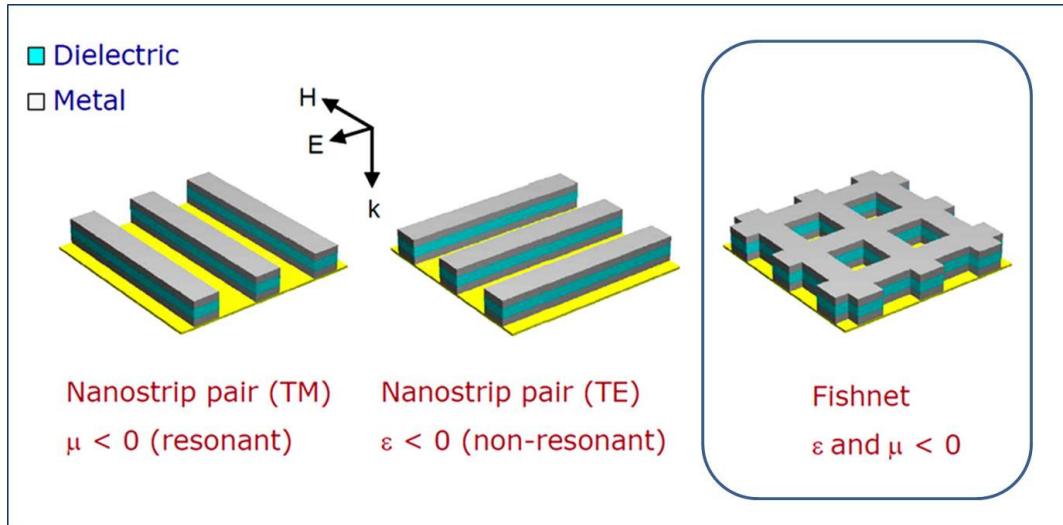 Dielectric
Metal
H
E
k
Nanostrip pair (TM)
μ < 0 (resonant)
Nanostrip pair (TE)
ε < 0 (non-resonant)
Fishnet
ε and μ < 0